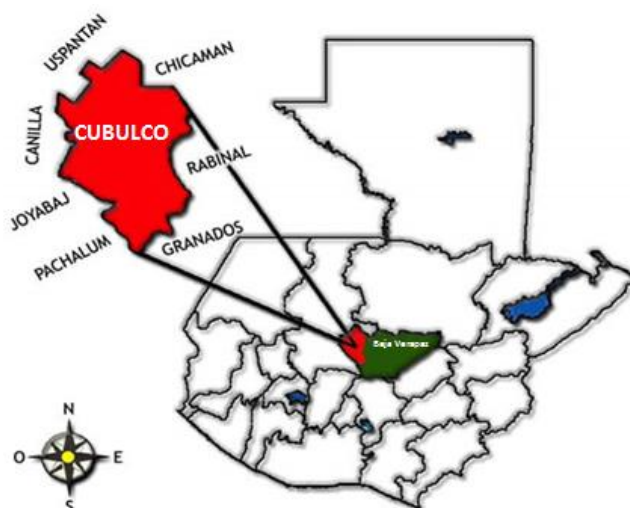 USPANTAN
CHICAMAN
CANILLA
CUBULCO
RABINAL
JOYABAJ
GRANADOS
PACHALUM
Baja Verapaz
N
O
E
S